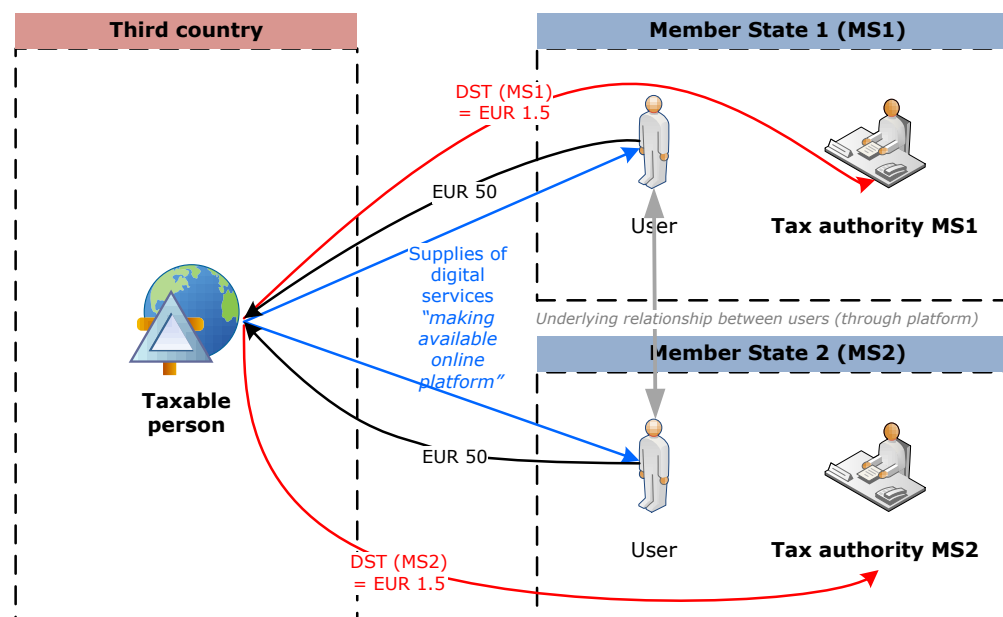 Third country
Member State 1 (MS1)
DST (MS1)
= EUR 1.5
EUR 50
User
Tax authority MS1
Supplies of
digital
services
“making
available
online
platform”
Underlying relationship between users (through platform)
Member State 2 (MS2)
Taxable
person
EUR 50
User
Tax authority MS2
DST (MS2)
= EUR 1.5